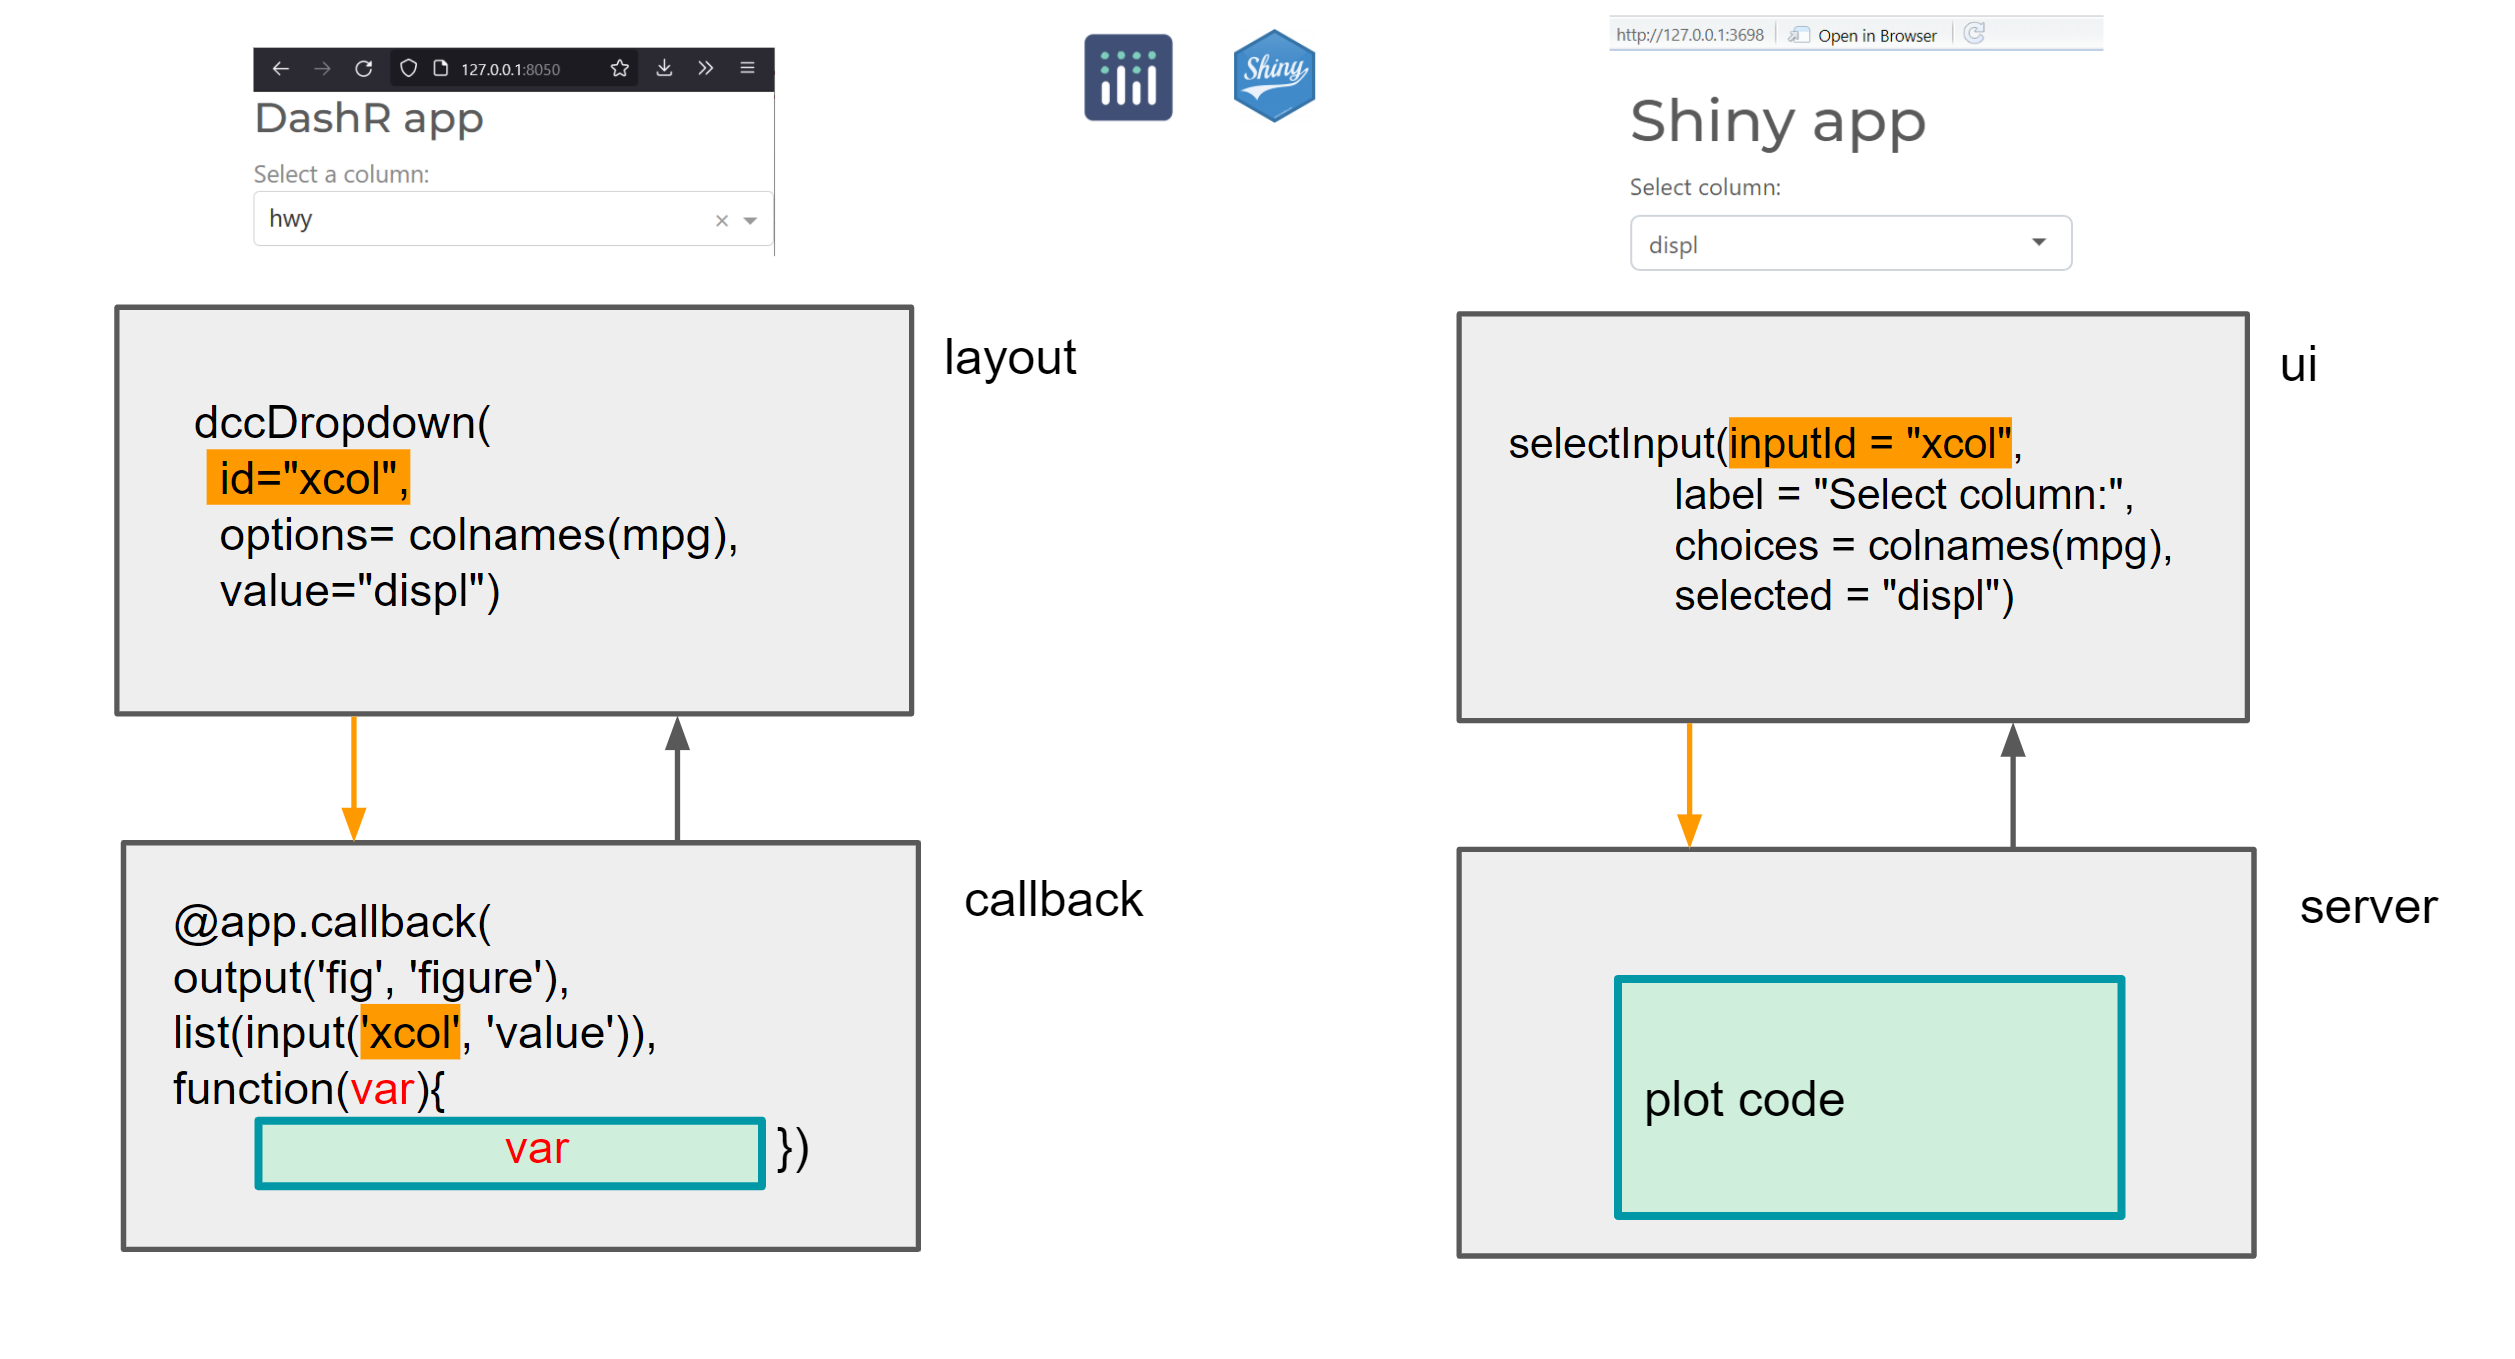 127.0.0.1:8050
DashR app
Select a column:
hwy
Shiny
http://127.0.0.1:3698 Open in Browser
Shiny app
Select column:
displ
layout
dccDropdown(
id="xcol",
options= colnames(mpg),
value="displ")
callback
@app.callback(
output('fig', 'figure'),
list(input('xcol', 'value')),
function(var){
var })
ui
selectInput(inputId = "xcol",
label = "Select column:",
choices = colnames(mpg),
selected = "displ")
server
plot code